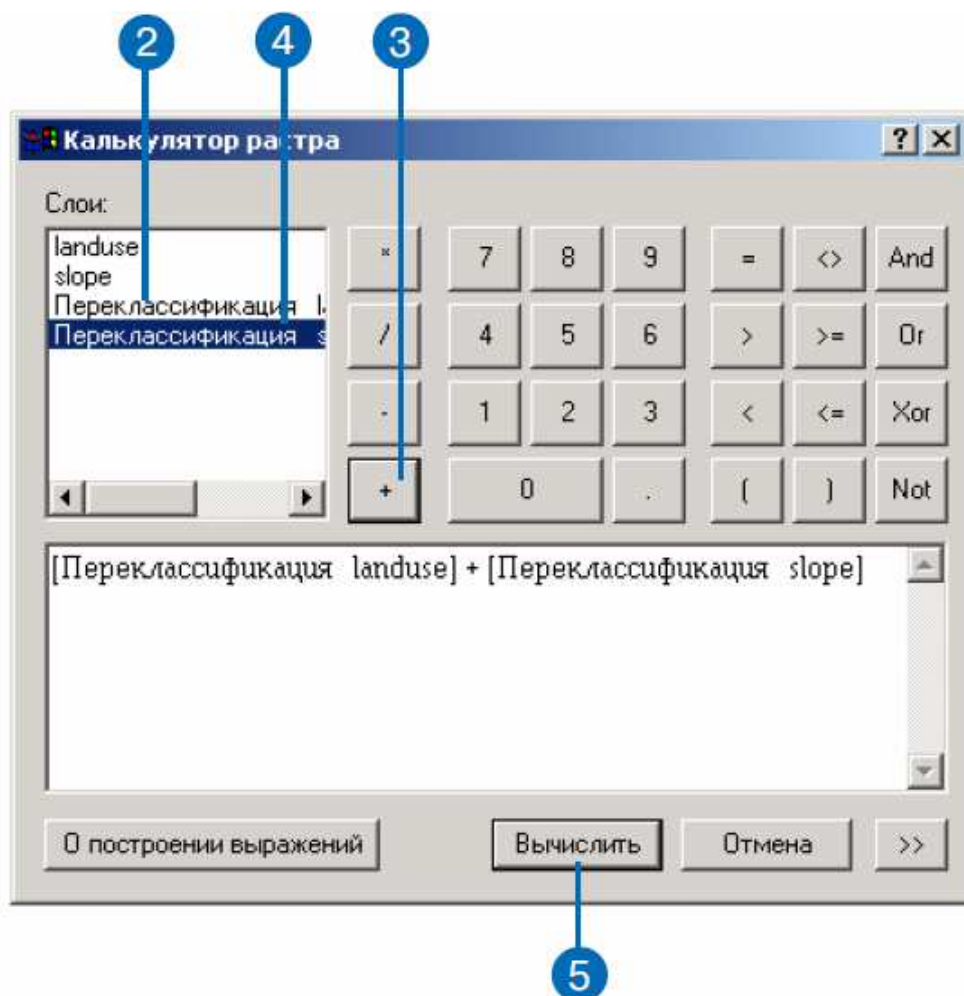 2 4 3
Калькулятор растра ? ×
Слои:
landuse
slope
Переклассификация
Переклассификация
* 7 8 9 = <> And
/ 4 5 6 > >= Or
- 1 2 3 < <= Xor
+ 0 . ( ) Not
[Переклассификация landuse] + [Переклассификация slope]
О построении выражений Вычислить Отмена >>
5